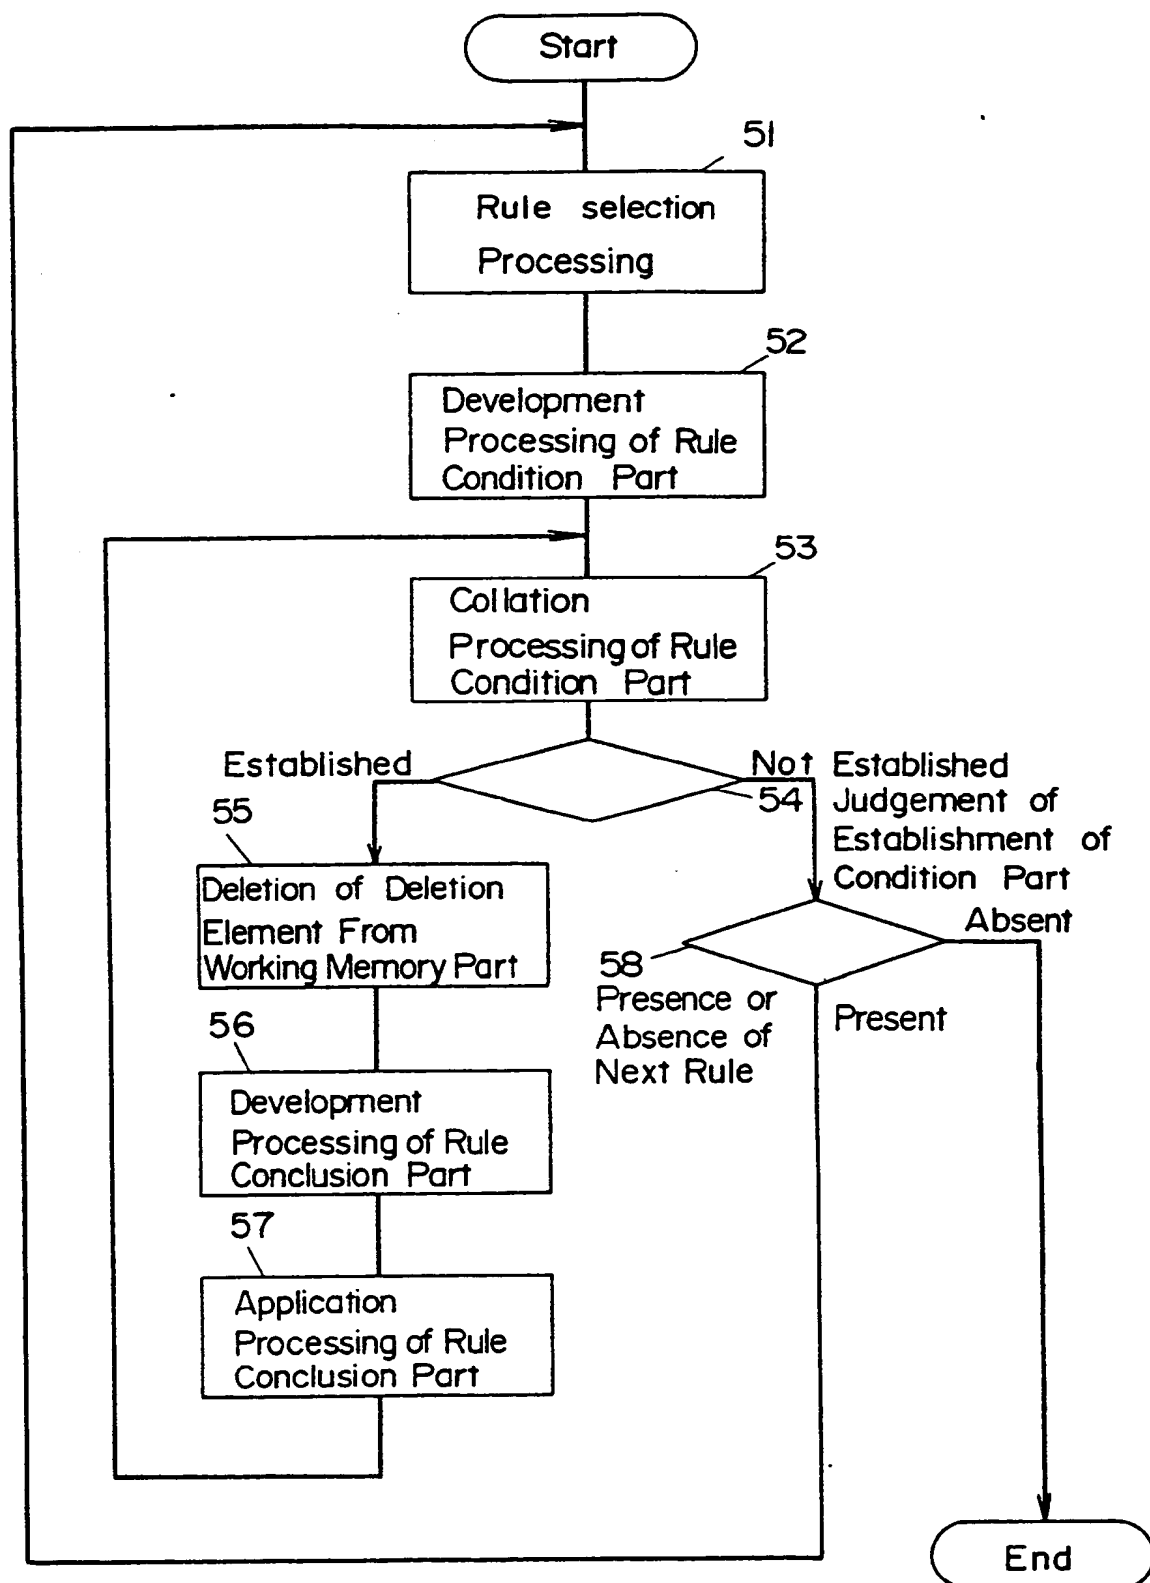 Start
51
Rule selection
Processing
52
Development
Processing of Rule
Condition Part
53
Collation
Processing of Rule
Condition Part
Established
Not Established
54
Judgement of
Establishment of
Condition Part
55
Deletion of Deletion
Element From
Working Memory Part
Absent
58
Presence or
Absence of
Next Rule
Present
56
Development
Processing of Rule
Conclusion Part
57
Application
Processing of Rule
Conclusion Part
End